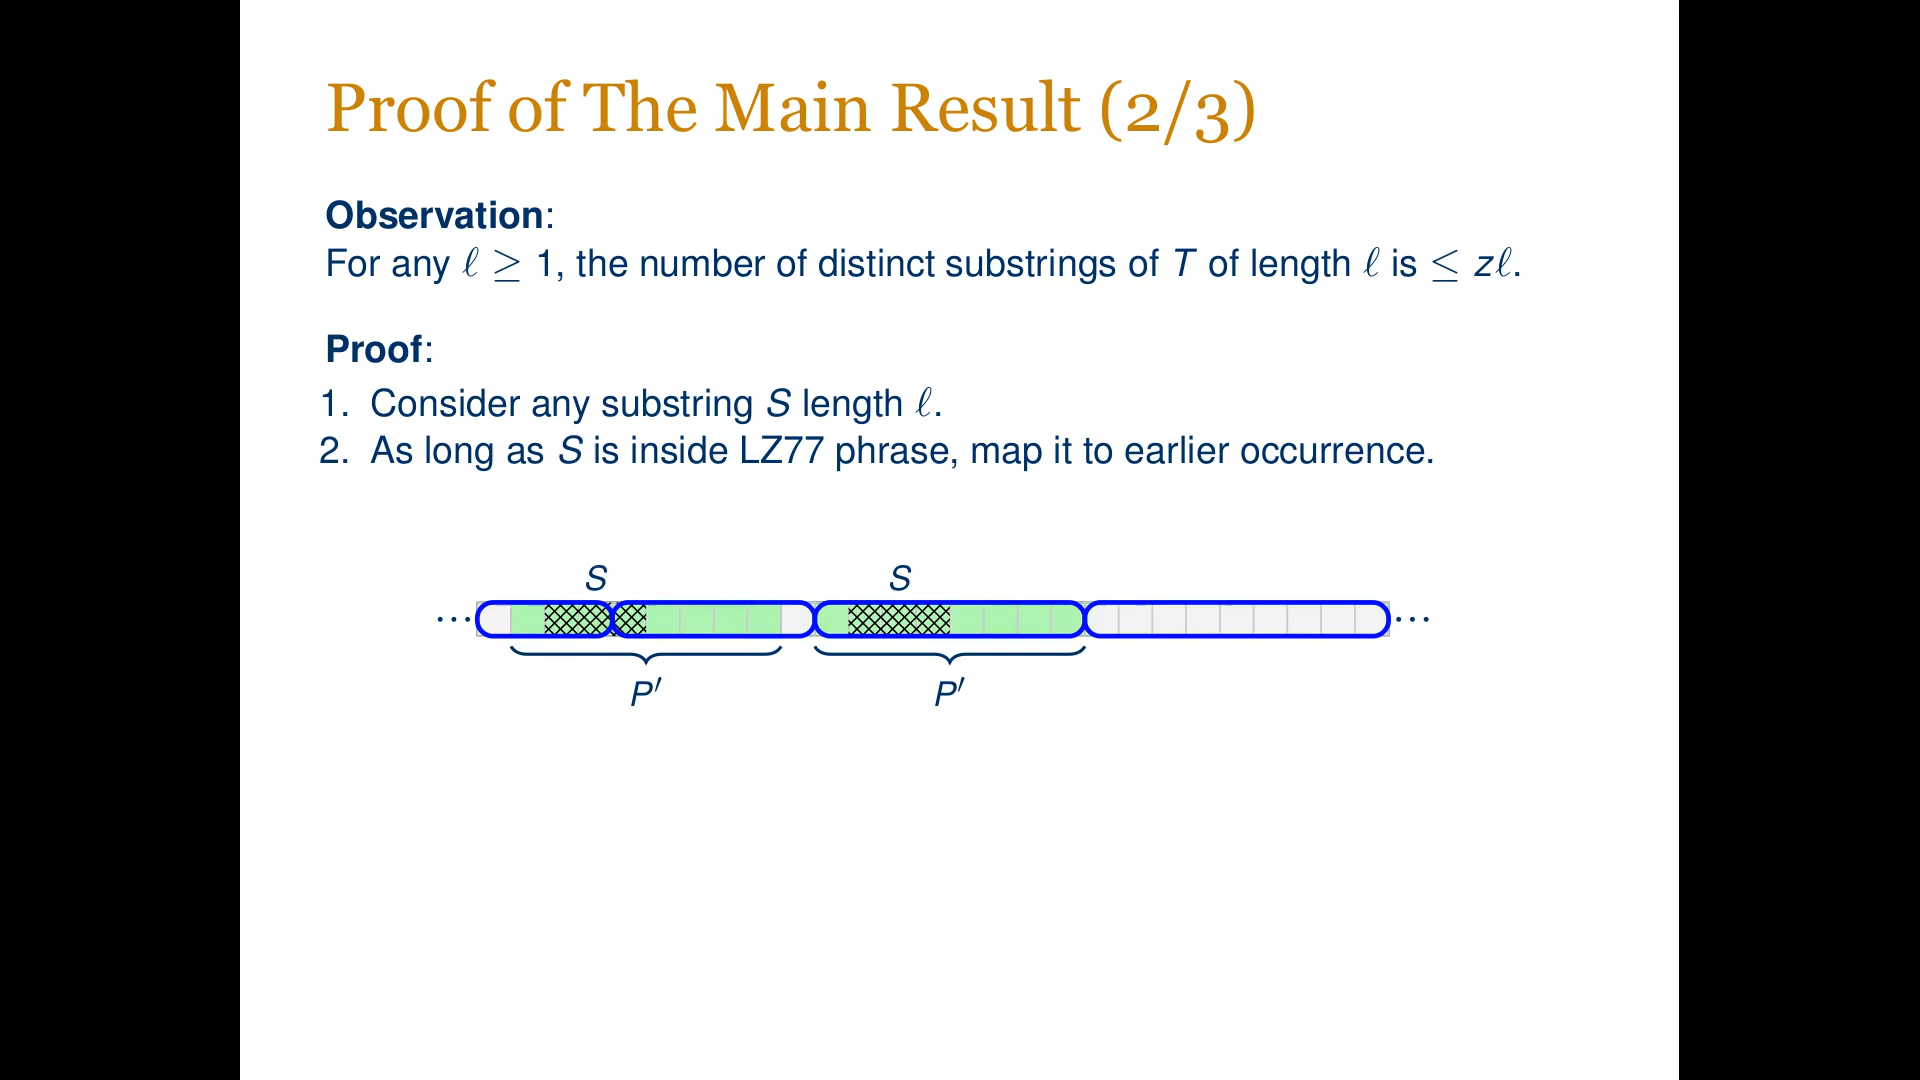 Proof of The Main Result (2/3)
Observation:
For any ℓ ≥ 1, the number of distinct substrings of T of length ℓ is ≤ zℓ.
Proof:
1. Consider any substring S length ℓ.
2. As long as S is inside LZ77 phrase, map it to earlier occurrence.
S S
... ...
P′ P′